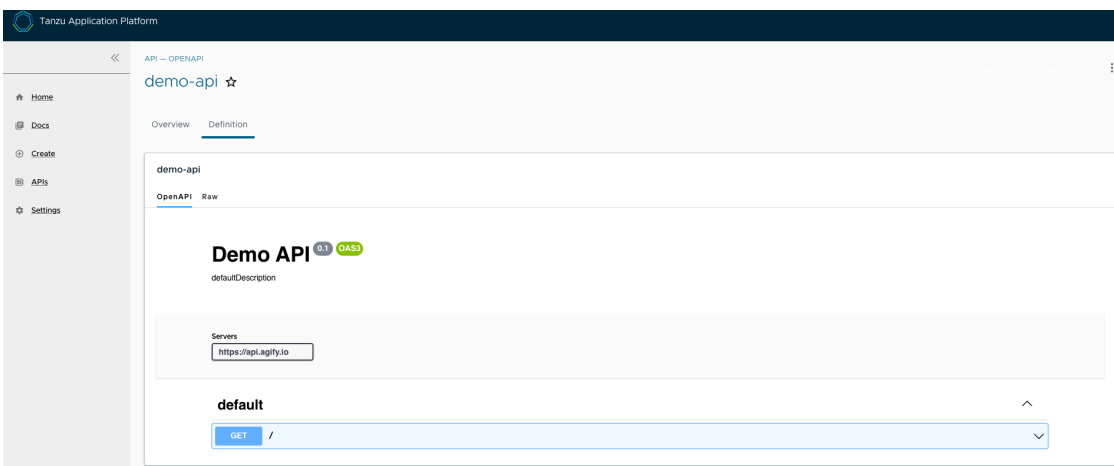 Tanzu Application Platform
API — OPENAPI
demo-api
Home
Docs
Create
APIs
Settings
Overview Definition
demo-api
OpenAPI Raw
Demo API 0.1 OAS3
defaultDescription
Servers
https://api.agify.io
default
GET /